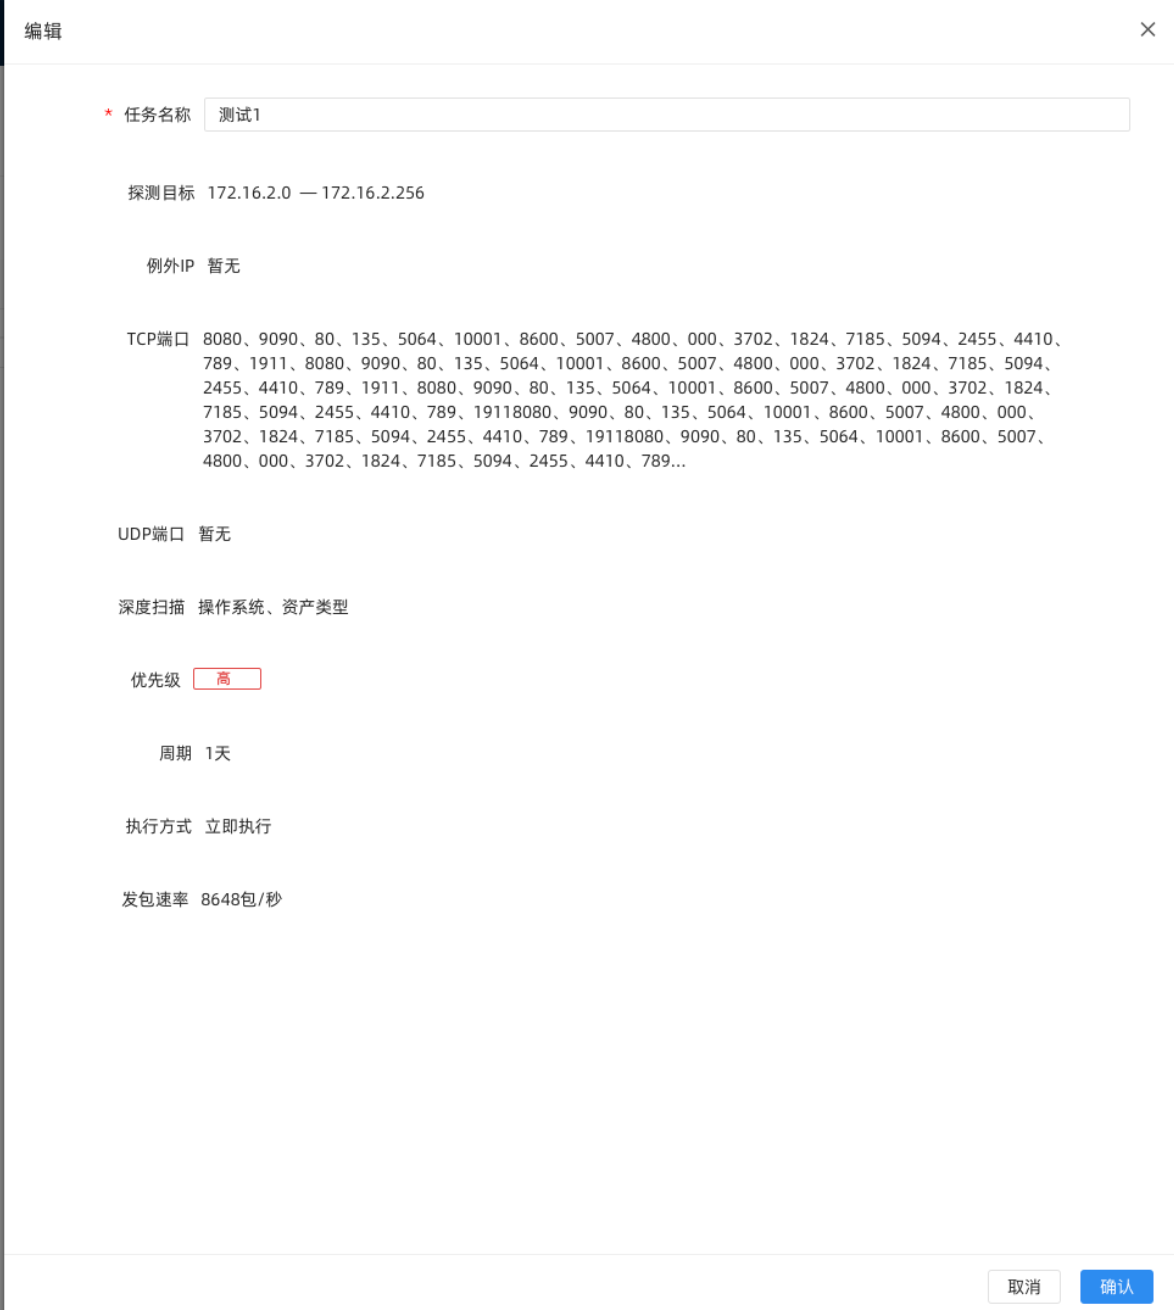 编辑
* 任务名称 测试1
探测目标 172.16.2.0 — 172.16.2.256
例外IP 暂无
TCP端口 8080、9090、80、135、5064、10001、8600、5007、4800、000、3702、1824、7185、5094、2455、4410、
789、1911、8080、9090、80、135、5064、10001、8600、5007、4800、000、3702、1824、7185、5094、
2455、4410、789、1911、8080、9090、80、135、5064、10001、8600、5007、4800、000、3702、1824、
7185、5094、2455、4410、789、19118080、9090、80、135、5064、10001、8600、5007、4800、000、
3702、1824、7185、5094、2455、4410、789、19118080、9090、80、135、5064、10001、8600、5007、
4800、000、3702、1824、7185、5094、2455、4410、789...
UDP端口 暂无
深度扫描 操作系统、资产类型
优先级 高
周期 1天
执行方式 立即执行
发包速率 8648包/秒
取消 确认